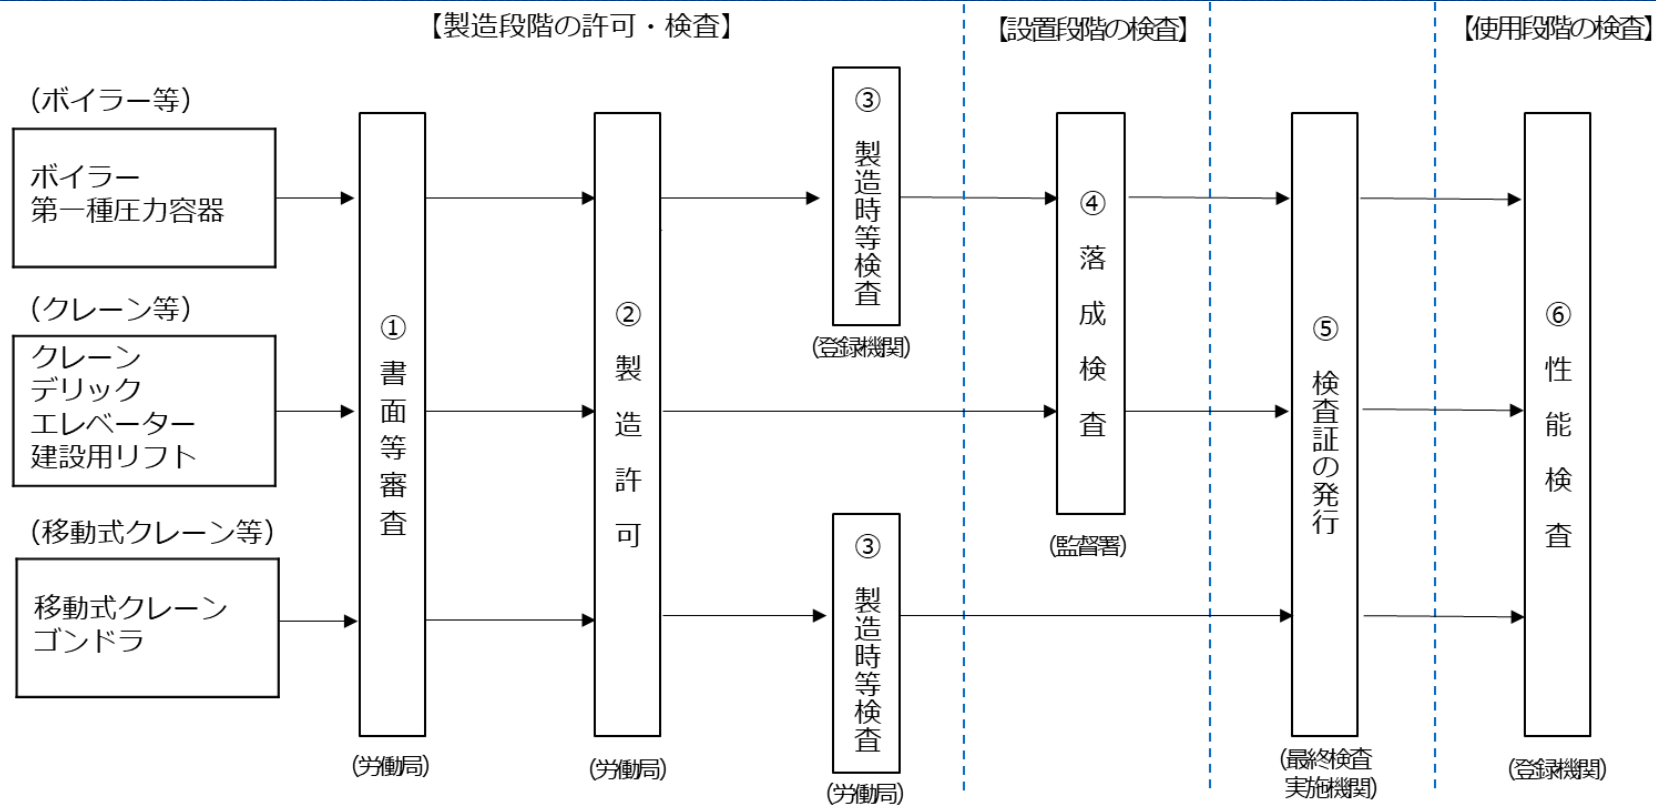 【製造段階の許可・検査】
【設置段階の検査】
【使用段階の検査】
（ボイラー等）
ボイラー
第一種圧力容器
（クレーン等）
クレーン
デリック
エレベーター
建設用リフト
（移動式クレーン等）
移動式クレーン
ゴンドラ
①書面等審査
（労働局）
②製造許可
（労働局）
③製造時等検査
（登録機関）
③製造時等検査
（労働局）
④落成検査
（監督署）
⑤検査証の発行
（最終検査
実施機関）
⑥性能検査
（登録機関）